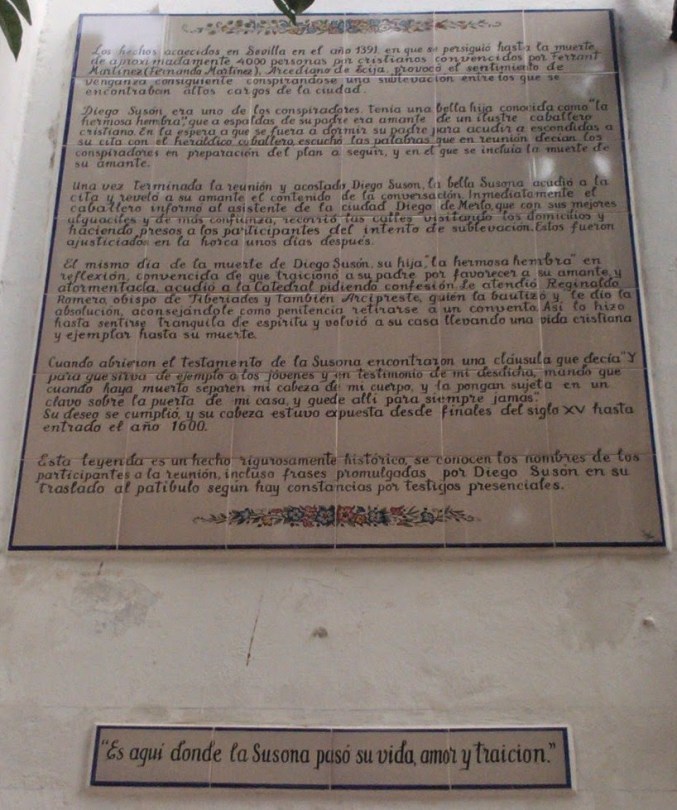 Los hechos acaecidos en Sevilla en el año 1391, en que se persiguió hasta la muerte
de aproximadamente 4000 personas por cristianos convencidos por Ferrant
Martinez (Fernando Martinez), Arcediano de Ecija, provocó el sentimiento de
venganza consiguiente conspirandose una sublevación entre los que se
encontraban altos cargos de la ciudad.
Diego Susón, era uno de los conspiradores. Tenia una bella hija conocida como "la
hermosa hembra", que a espaldas de su padre era amante de un ilustre caballero
cristiano. En la espera a que se fuera a dormir su padre para acudir a escondidas a
su cita con el heráldico caballero, escuchó las palabras que en reunión decían los
conspiradores en preparación del plan a seguir, y en el que se incluia la muerte de
su amante.
Una vez terminada la reunión y acostado, Diego Suson, la bella Susona acudió a la
cita y reveló a su amante el contenido de la conversación. Inmediatamente el
caballero informó al asistente de la ciudad Diego de Merlo, que con sus mejores
alguaciles y de más confianza, recorrió las calles visitando los domicilios y
haciendo presos a los participantes del intento de sublevación. Estos fueron
ajusticiados en la horca unos días después.
El mismo día de la muerte de Diego Susón, su hija, "la hermosa hembra" en
reflexión, convencida de que traicionó a su padre por favorecer a su amante, y
atormentada, acudió a la Catedral pidiendo confesión. Le atendió Reginaldo
Romero, obispo de Tiberiades y también Arcipreste, quien la bautizó y le dio la
absolución, aconsejándole como penitencia retirarse a un convento. Así lo hizo
hasta sentirse tranquila de espiritu y volvió a su casa llevando una vida cristiana
y ejemplar hasta su muerte.
Cuando abrieron el testamento de la Susona encontraron una cláusula que decía "Y
para que sirva de ejemplo a los jóvenes y en testimonio de mi desdicha, mando que
cuando haya muerto separen mi cabeza de mi cuerpo, y la pongan sujeta en un
clavo sobre la puerta de mi casa, y quede alli para siempre jamás".
Su deseo se cumplió, y su cabeza estuvo expuesta desde finales del siglo XV hasta
entrado el año 1600.
Esta leyenda es un hecho rigurosamente histórico, se conocen los nombres de los
participantes a la reunión, incluso frases promulgadas por Diego Susón en su
traslado al patibulo según hay constancias por testigos presenciales.
"Es aquí donde la Susona pasó su vida, amor y traicion."